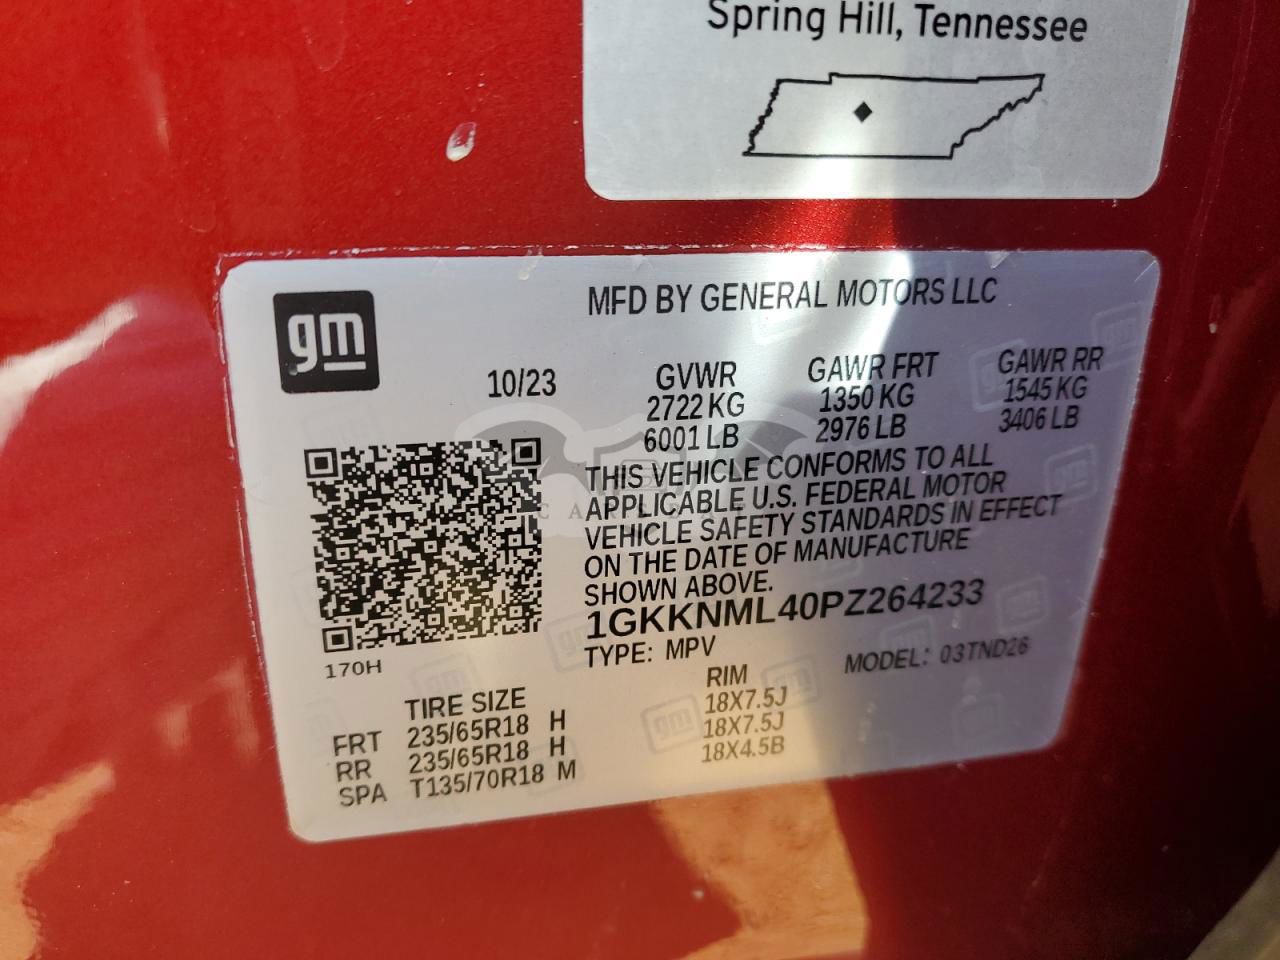 Spring Hill, Tennessee
gm
MFD BY GENERAL MOTORS LLC
10/23
GVWR
2722 KG
6001 LB
GAWR FRT
1350 KG
2976 LB
GAWR RR
1545 KG
3406 LB
THIS VEHICLE CONFORMS TO ALL
APPLICABLE U.S. FEDERAL MOTOR
VEHICLE SAFETY STANDARDS IN EFFECT
ON THE DATE OF MANUFACTURE
SHOWN ABOVE.
1GKKNML40PZ264233
TYPE: MPV
MODEL: 03TND26
170H
TIRE SIZE
RIM
FRT 235/65R18 H 18X7.5J
RR 235/65R18 H 18X7.5J
SPA T135/70R18 M 18X4.5B